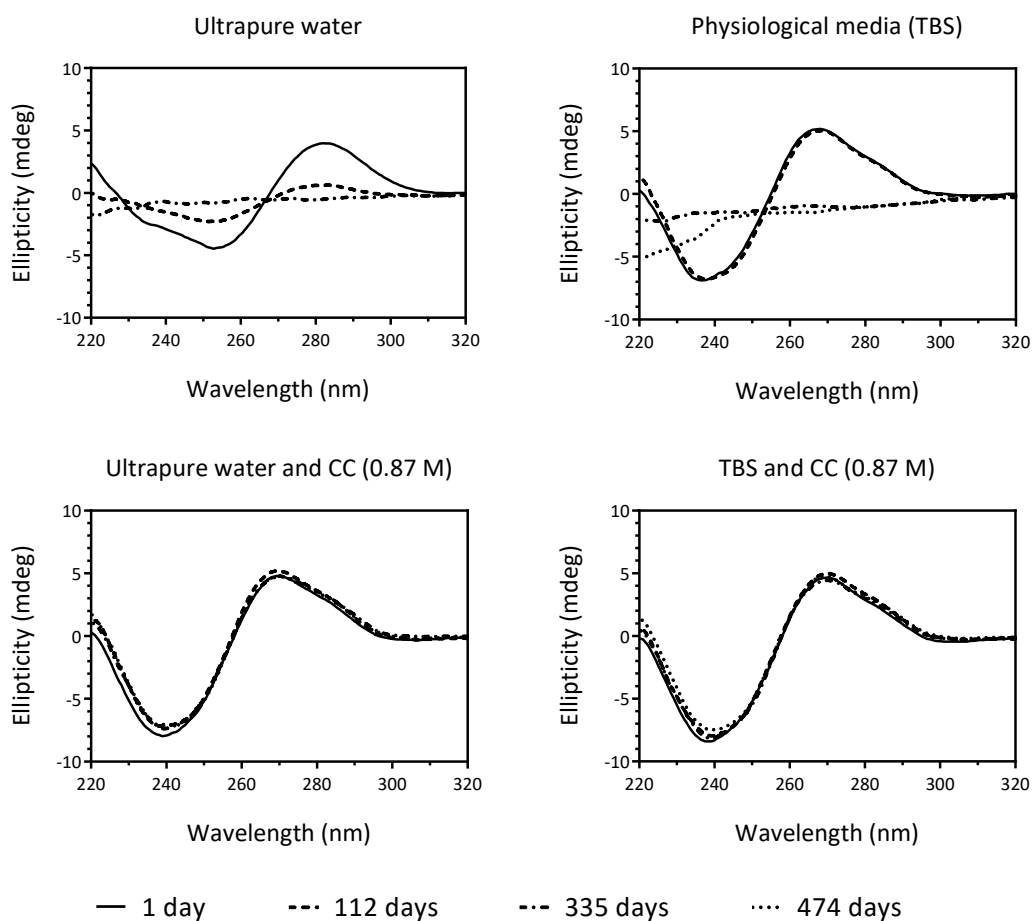 Ultrapure water
Physiological media (TBS)
10
5
0
-5
-10
Ellipticity (mdeg)
220 240 260 280 300 320
Wavelength (nm)
10
5
0
-5
-10
Ellipticity (mdeg)
220 240 260 280 300 320
Wavelength (nm)
Ultrapure water and CC (0.87 M)
TBS and CC (0.87 M)
10
5
0
-5
-10
Ellipticity (mdeg)
220 240 260 280 300 320
Wavelength (nm)
10
5
0
-5
-10
Ellipticity (mdeg)
220 240 260 280 300 320
Wavelength (nm)
1 day 112 days 335 days 474 days